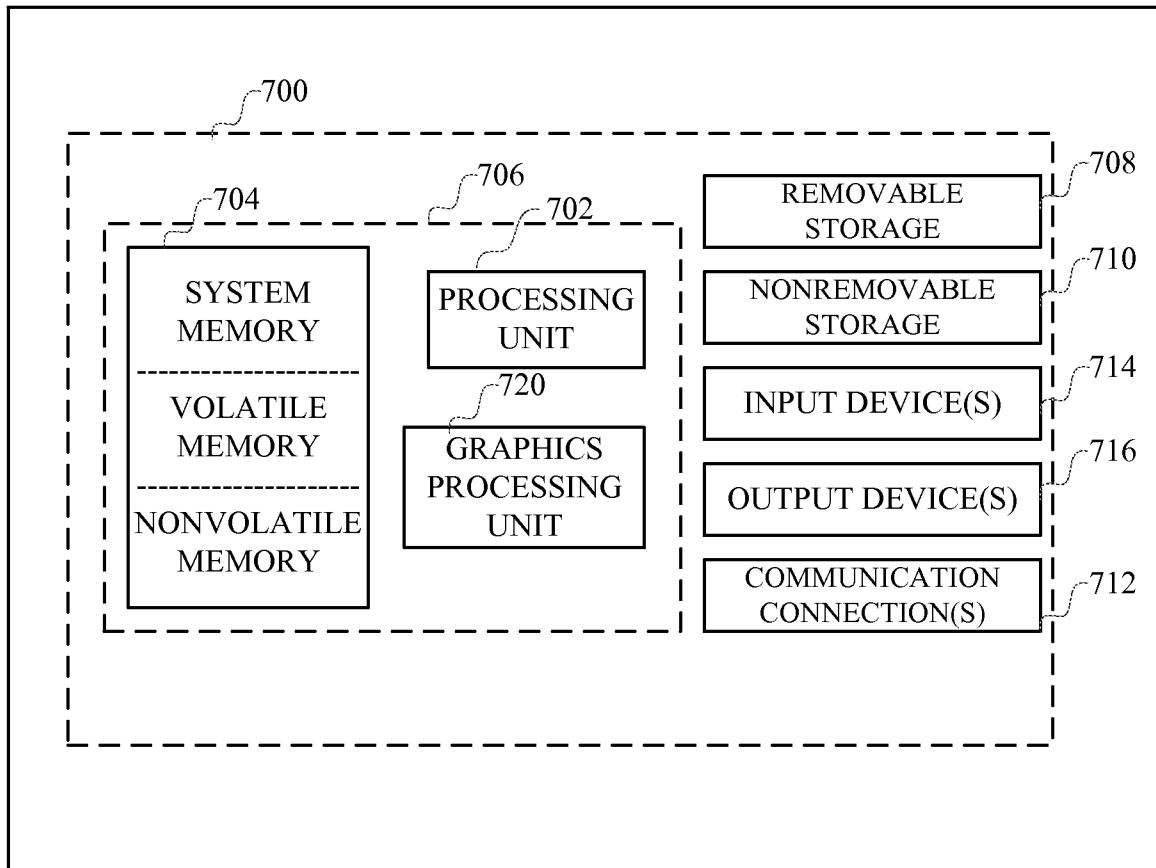 700
706
704
702
SYSTEM
MEMORY
VOLATILE
MEMORY
NONVOLATILE
MEMORY
PROCESSING
UNIT
720
GRAPHICS
PROCESSING
UNIT
REMOVABLE
STORAGE
708
NONREMOVABLE
STORAGE
710
INPUT DEVICE(S)
714
OUTPUT DEVICE(S)
716
COMMUNICATION
CONNECTION(S)
712